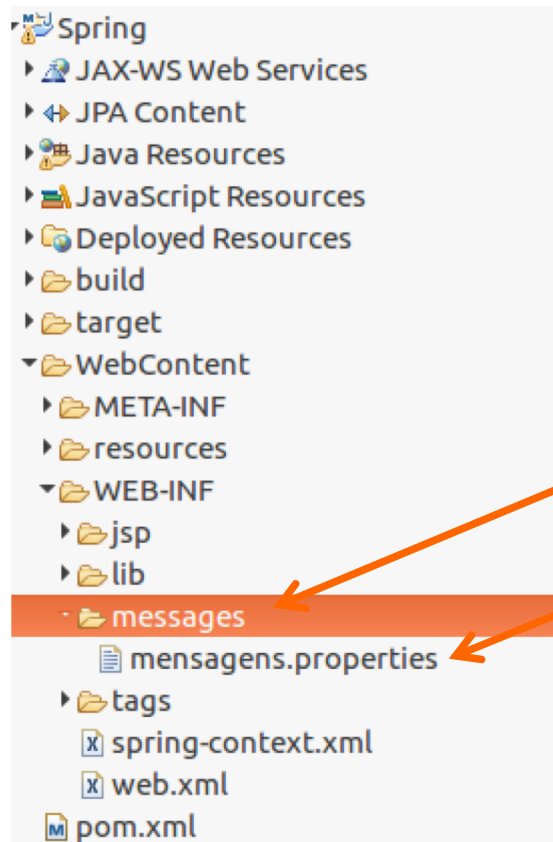 Spring
JAX-WS Web Services
JPA Content
Java Resources
JavaScript Resources
Deployed Resources
build
target
WebContent
META-INF
resources
WEB-INF
jsp
lib
messages
mensagens.properties
tags
spring-context.xml
web.xml
pom.xml